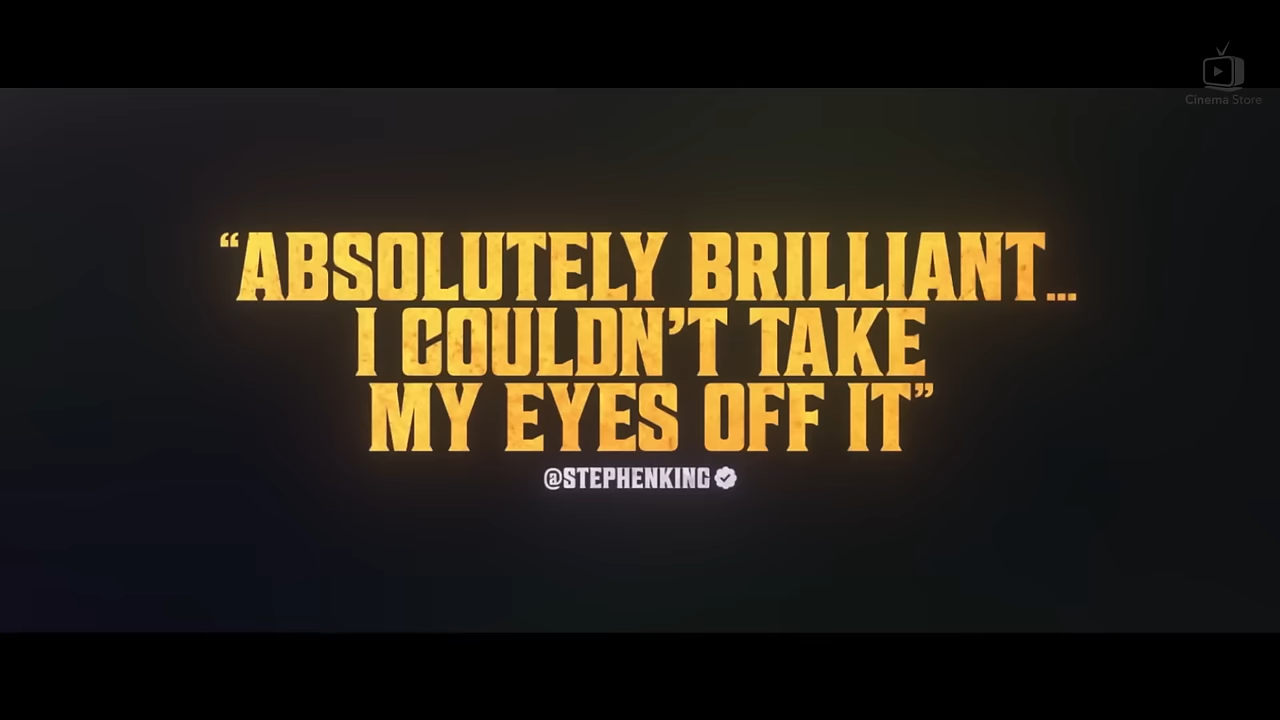 Cinema Store
“ABSOLUTELY BRILLIANT...
I COULDN’T TAKE
MY EYES OFF IT”
@STEPHENKING